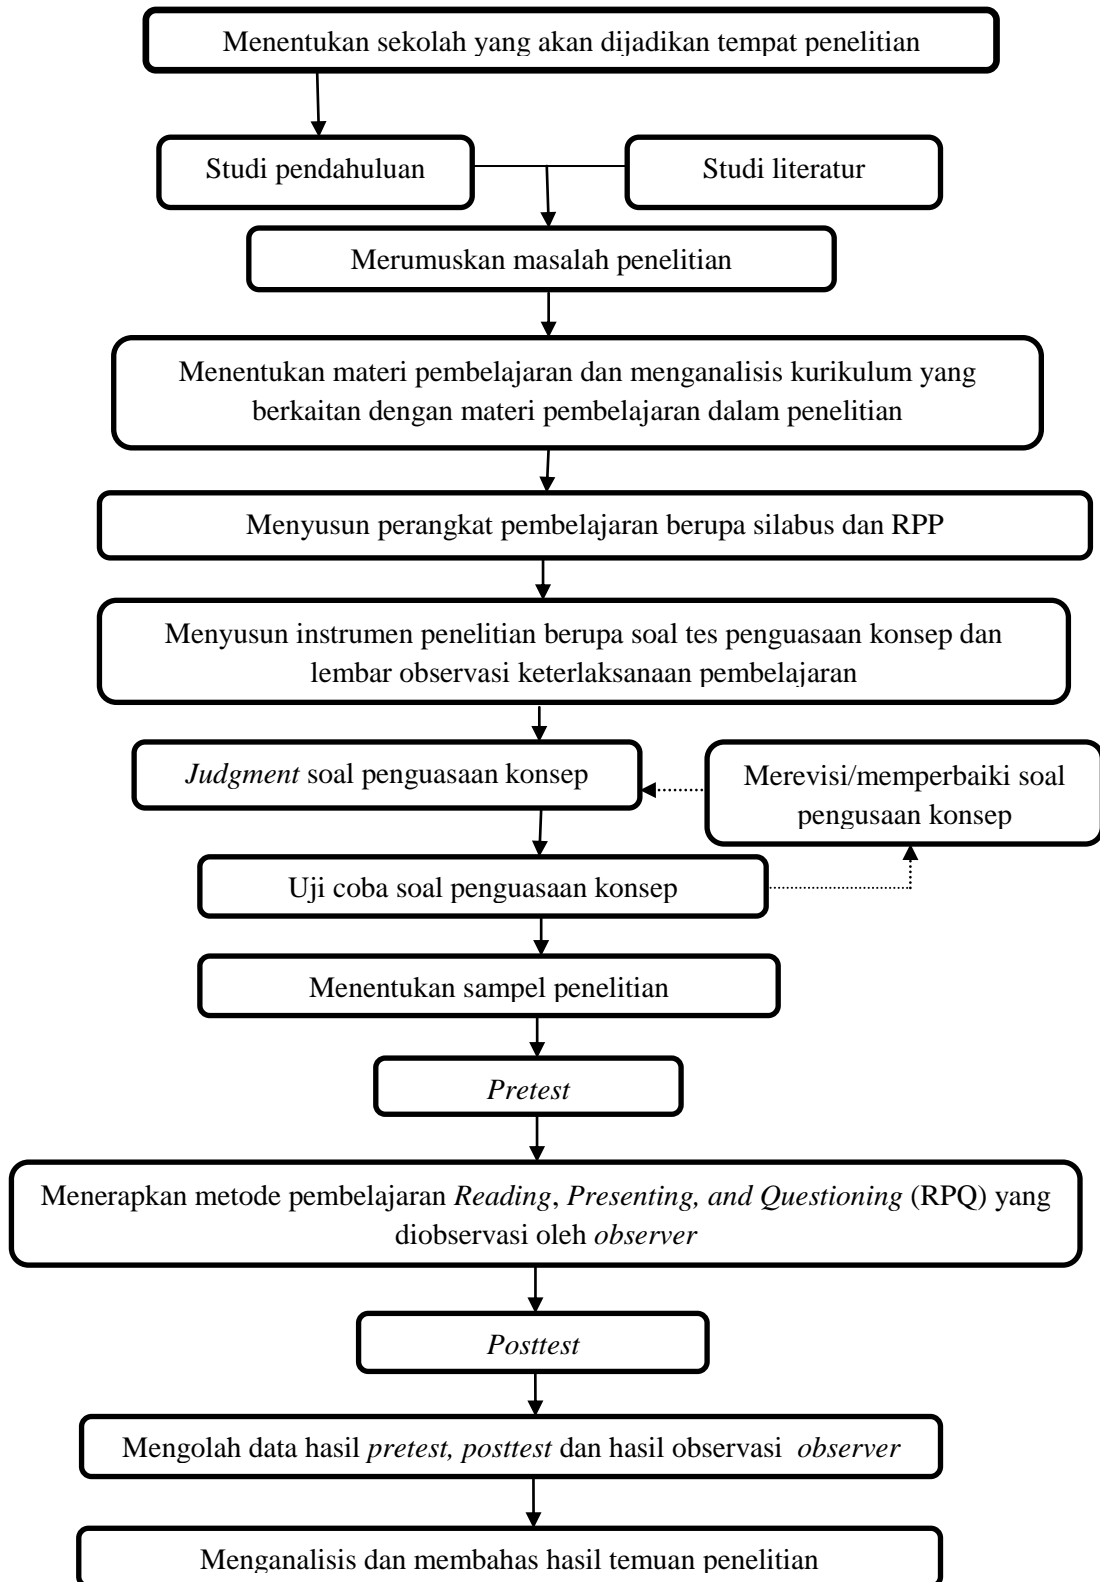 Menentukan sekolah yang akan dijadikan tempat penelitian
Studi pendahuluan
Studi literatur
Merumuskan masalah penelitian
Menentukan materi pembelajaran dan menganalisis kurikulum yang
berkaitan dengan materi pembelajaran dalam penelitian
Menyusun perangkat pembelajaran berupa silabus dan RPP
Menyusun instrumen penelitian berupa soal tes penguasaan konsep dan
lembar observasi keterlaksanaan pembelajaran
Judgment soal penguasaan konsep
Merevisi/memperbaiki soal
pengusaan konsep
Uji coba soal penguasaan konsep
Menentukan sampel penelitian
Pretest
Menerapkan metode pembelajaran Reading, Presenting, and Questioning (RPQ) yang
diobservasi oleh observer
Posttest
Mengolah data hasil pretest, posttest dan hasil observasi observer
Menganalisis dan membahas hasil temuan penelitian